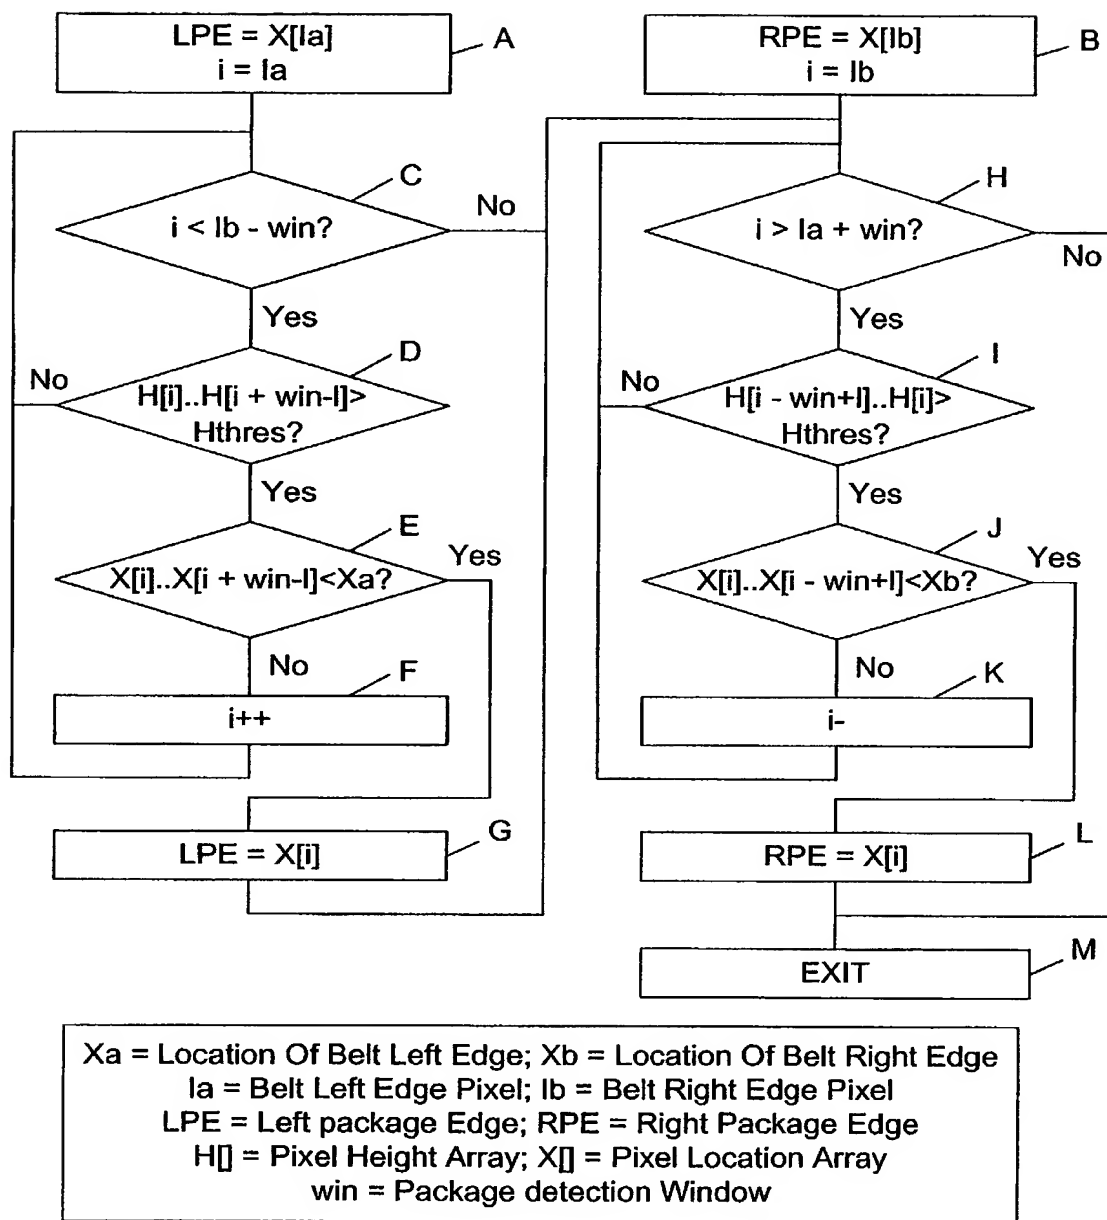 LPE = X[Ia]
i = Ia
A
i < Ib - win?
C
No
Yes
H[i]..H[i + win-I]>
Hthres?
D
No
Yes
X[i]..X[i + win-I]<Xa?
E
Yes
No
i++
F
LPE = X[i]
G
RPE = X[Ib]
i = Ib
B
i > Ia + win?
H
No
Yes
H[i - win+I]..H[i]>
Hthres?
I
No
Yes
X[i]..X[i - win+I]<Xb?
J
Yes
No
i-
K
RPE = X[i]
L
EXIT
M
Xa = Location Of Belt Left Edge; Xb = Location Of Belt Right Edge
Ia = Belt Left Edge Pixel; Ib = Belt Right Edge Pixel
LPE = Left package Edge; RPE = Right Package Edge
H[] = Pixel Height Array; X[] = Pixel Location Array
win = Package detection Window